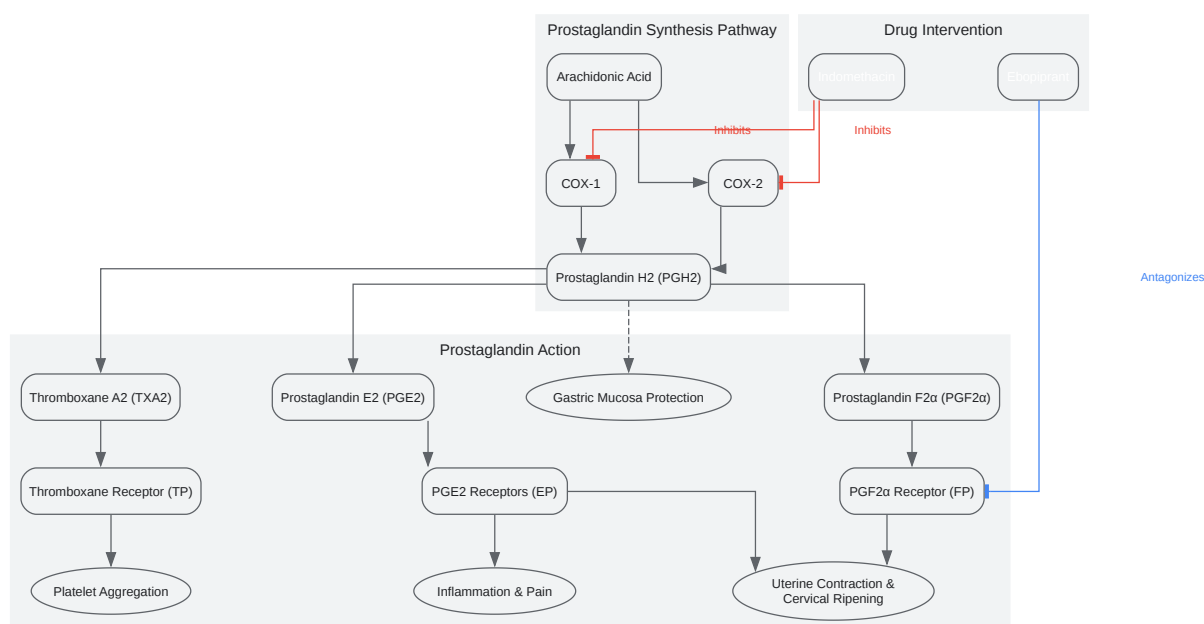 Prostaglandin Synthesis Pathway
Drug Intervention
Arachidonic Acid
Indomethacin
Ebopiprant
Inhibits
Inhibits
COX-1
COX-2
Prostaglandin H2 (PGH2)
Antagonizes
Prostaglandin Action
Thromboxane A2 (TXA2)
Prostaglandin E2 (PGE2)
Gastric Mucosa Protection
Prostaglandin F2α (PGF2α)
Thromboxane Receptor (TP)
PGE2 Receptors (EP)
PGF2α Receptor (FP)
Platelet Aggregation
Inflammation & Pain
Uterine Contraction &
Cervical Ripening